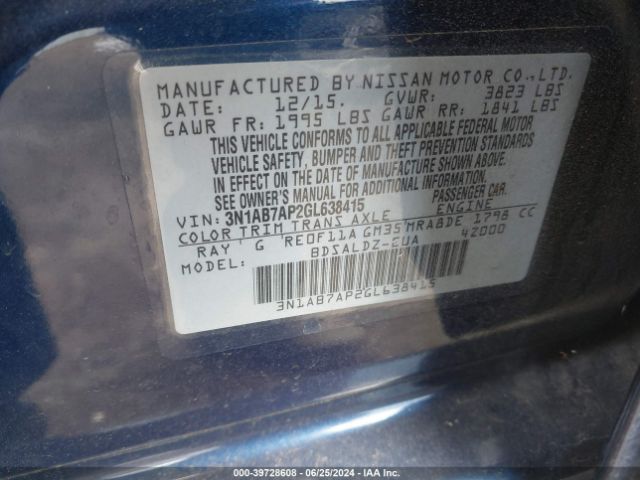 MANUFACTURED BY NISSAN MOTOR CO., LTD.
DATE: 12/15. GVWR: 3823 LBS
GAWR FR: 1995 LBS GAWR RR: 1841 LBS
THIS VEHICLE CONFORMS TO ALL APPLICABLE FEDERAL MOTOR
VEHICLE SAFETY, BUMPER AND THEFT PREVENTION STANDARDS
IN EFFECT ON THE DATE OF MANUFACTURE SHOWN ABOVE.
SEE OWNER'S MANUAL FOR ADDITIONAL INFORMATION.
VIN: 3N1AB7AP2GL638415 PASSENGER CAR
COLOR TRIM TRANS AXLE ENGINE
RAY G RE0F11A GM35 MRA8DE 1798 CC
MODEL: BDSALDZ-EUA 42000
3N1AB7AP2GL638415
000-39728608 - 06/25/2024 - IAA Inc.